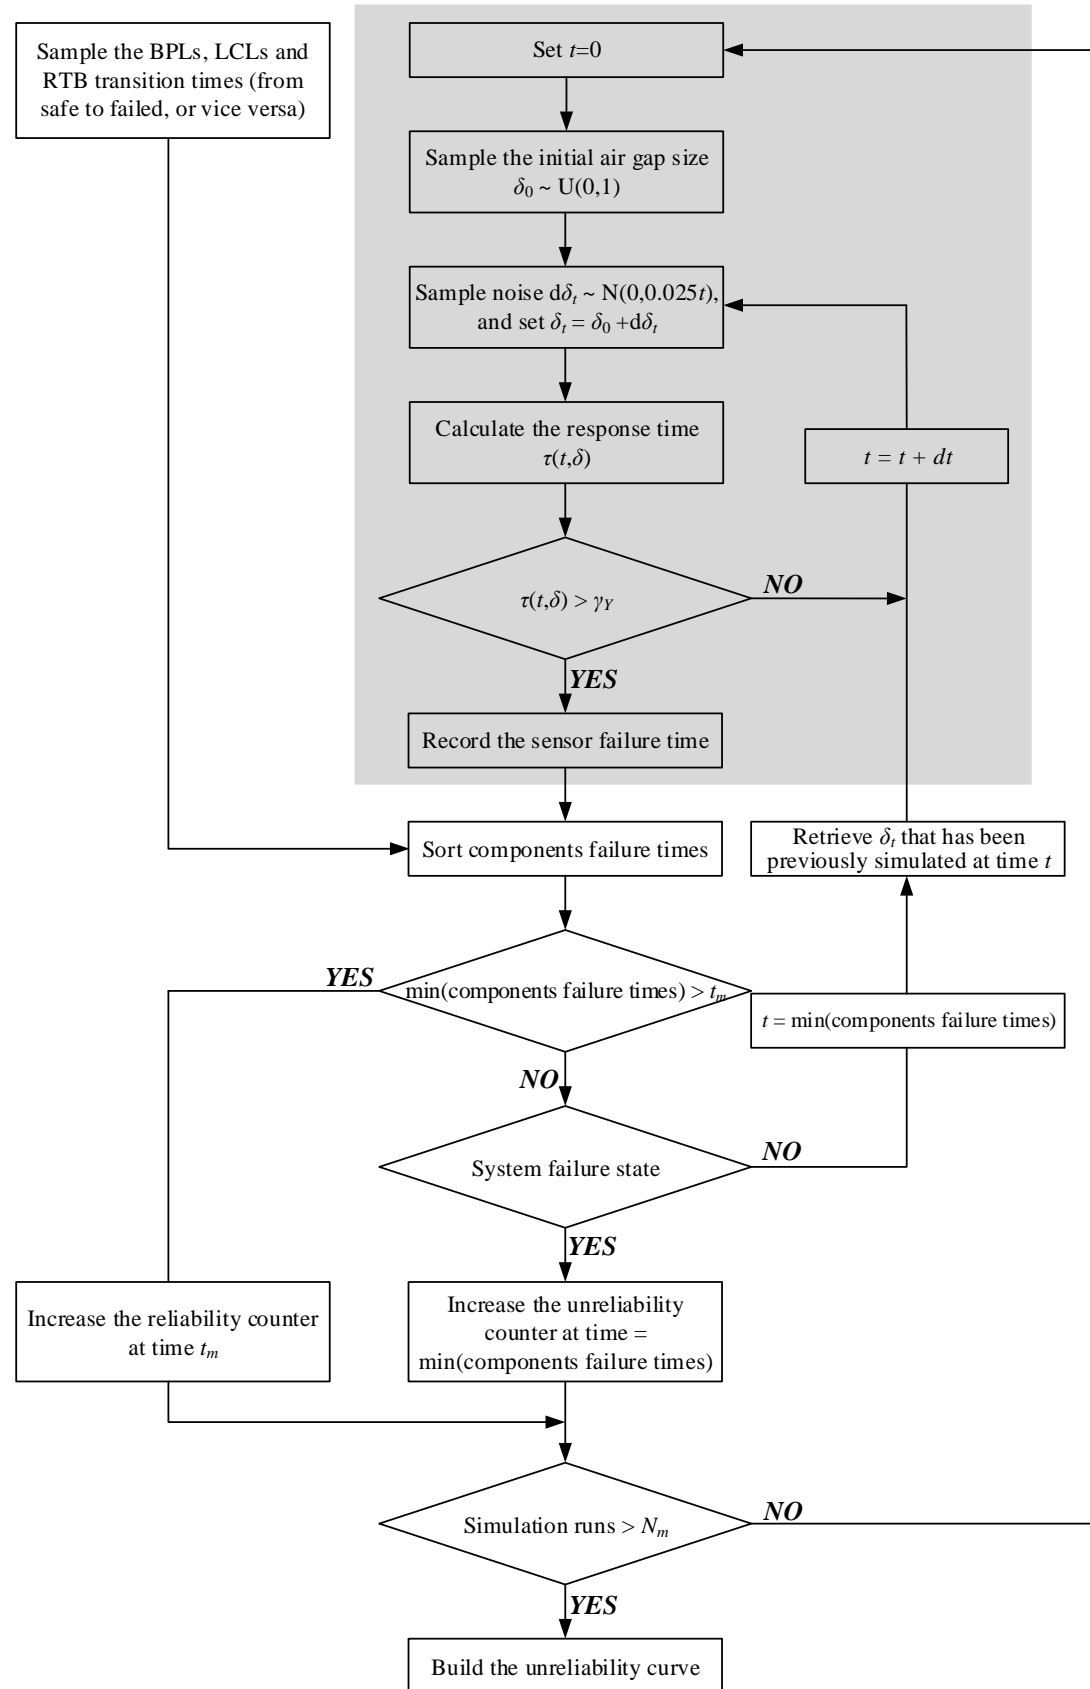 Sample the BPLs, LCLs and
RTB transition times (from
safe to failed, or vice versa)
Set t=0
Sample the initial air gap size
δ0 ~ U(0,1)
Sample noise dδt ~ N(0,0.025t),
and set δt = δ0 +dδt
Calculate the response time
τ(t,δ)
t = t + dt
τ(t,δ) > γY
NO
YES
Record the sensor failure time
Sort components failure times
Retrieve δt that has been
previously simulated at time t
YES
min(components failure times) > tm
t = min(components failure times)
NO
System failure state
NO
YES
Increase the reliability counter
at time tm
Increase the unreliability
counter at time =
min(components failure times)
Simulation runs > Nm
NO
YES
Build the unreliability curve